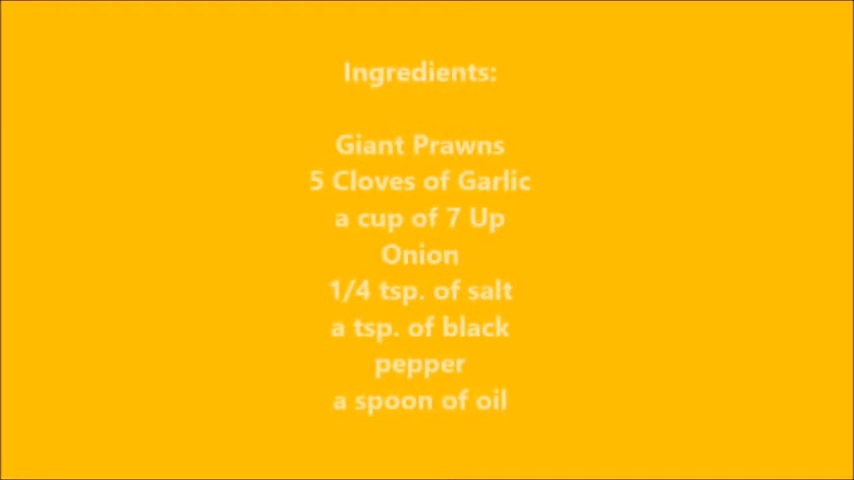 Ingredients:
Giant Prawns
5 Cloves of Garlic
a cup of 7 Up
Onion
1/4 tsp. of salt
a tsp. of black
pepper
a spoon of oil